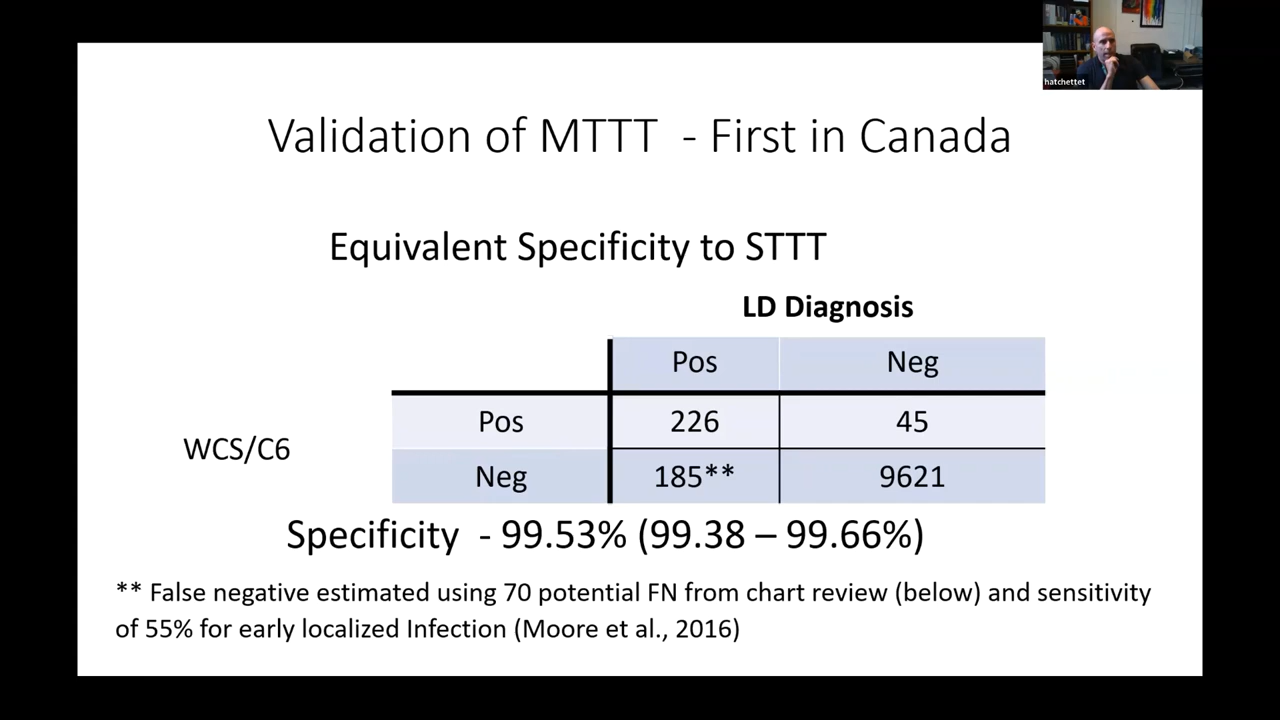 hatchettet
Validation of MTTT - First in Canada
Equivalent Specificity to STTT
LD Diagnosis
Pos Neg
WCS/C6
Pos 226 45
Neg 185** 9621
Specificity - 99.53% (99.38 – 99.66%)
** False negative estimated using 70 potential FN from chart review (below) and sensitivity
of 55% for early localized Infection (Moore et al., 2016)